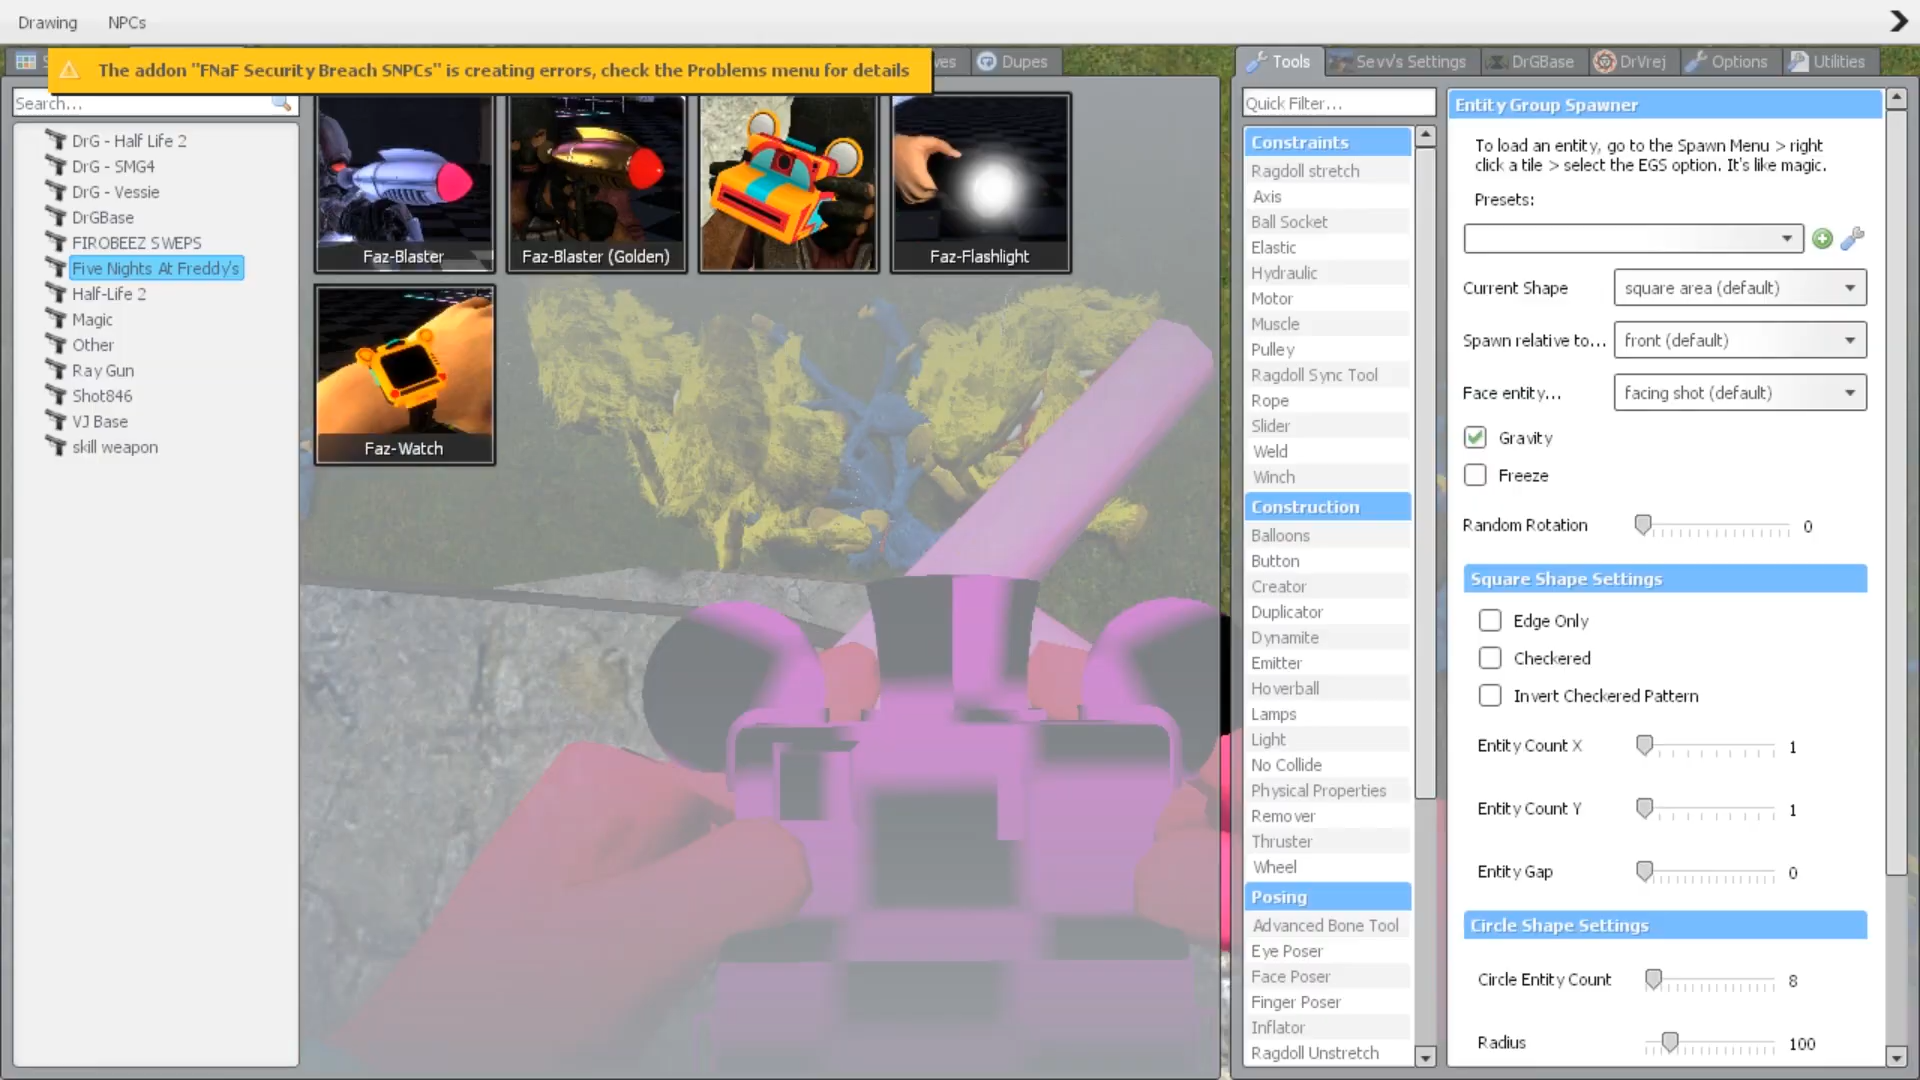 Drawing
NPCs
The addon "FNaF Security Breach SNPCs" is creating errors, check the Problems menu for details
ves
Dupes
Tools
Sevv's Settings
DrGBase
DrVrej
Options
Utilities
Search...
DrG - Half Life 2
DrG - SMG4
DrG - Vessie
DrGBase
FIROBEEZ SWEPS
Five Nights At Freddy's
Half-Life 2
Magic
Other
Ray Gun
Shot846
VJ Base
skill weapon
Faz-Blaster
Faz-Blaster (Golden)
Faz-Flashlight
Faz-Watch
Quick Filter...
Constraints
Ragdoll stretch
Axis
Ball Socket
Elastic
Hydraulic
Motor
Muscle
Pulley
Ragdoll Sync Tool
Rope
Slider
Weld
Winch
Construction
Balloons
Button
Creator
Duplicator
Dynamite
Emitter
Hoverball
Lamps
Light
No Collide
Physical Properties
Remover
Thruster
Wheel
Posing
Advanced Bone Tool
Eye Poser
Face Poser
Finger Poser
Inflator
Ragdoll Unstretch
Entity Group Spawner
To load an entity, go to the Spawn Menu > right
click a tile > select the EGS option. It's like magic.
Presets:
Current Shape
square area (default)
Spawn relative to...
front (default)
Face entity...
facing shot (default)
Gravity
Freeze
Random Rotation
0
Square Shape Settings
Edge Only
Checkered
Invert Checkered Pattern
Entity Count X
1
Entity Count Y
1
Entity Gap
0
Circle Shape Settings
Circle Entity Count
8
Radius
100